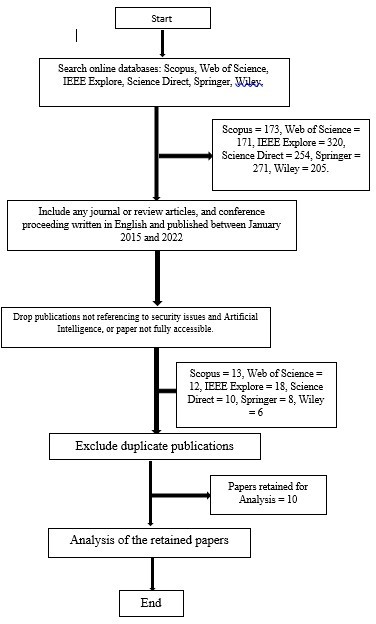 Start
Search online databases: Scopus, Web of Science,
IEEE Explore, Science Direct, Springer, Wiley,
Scopus = 173, Web of Science =
171, IEEE Explore = 320,
Science Direct = 254, Springer =
271, Wiley = 205.
Include any journal or review articles, and conference
proceeding written in English and published between January
2015 and 2022
Drop publications not referencing to security issues and Artificial
Intelligence, or paper not fully accessible.
Scopus = 13, Web of Science =
12, IEEE Explore = 18, Science
Direct = 10, Springer = 8, Wiley
= 6
Exclude duplicate publications
Papers retained for
Analysis = 10
Analysis of the retained papers
End